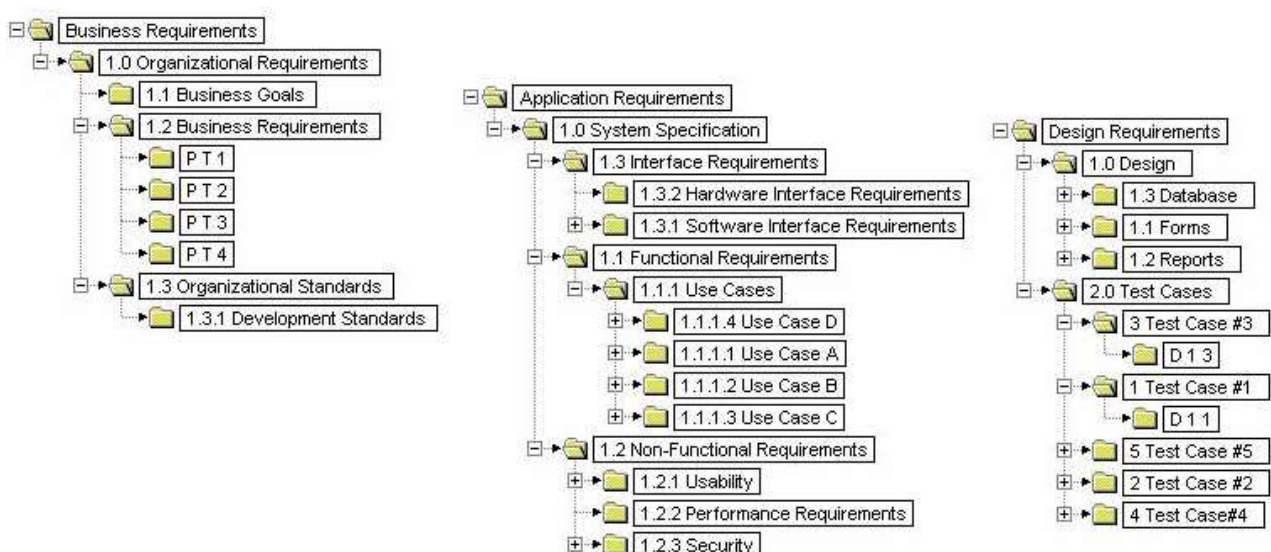 Business Requirements
1.0 Organizational Requirements
1.1 Business Goals
1.2 Business Requirements
P T 1
P T 2
P T 3
P T 4
1.3 Organizational Standards
1.3.1 Development Standards
Application Requirements
1.0 System Specification
1.3 Interface Requirements
1.3.2 Hardware Interface Requirements
1.3.1 Software Interface Requirements
1.1 Functional Requirements
1.1.1 Use Cases
1.1.1.4 Use Case D
1.1.1.1 Use Case A
1.1.1.2 Use Case B
1.1.1.3 Use Case C
1.2 Non-Functional Requirements
1.2.1 Usability
1.2.2 Performance Requirements
1.2.3 Security
Design Requirements
1.0 Design
1.3 Database
1.1 Forms
1.2 Reports
2.0 Test Cases
3 Test Case #3
D 1 3
1 Test Case #1
D 1 1
5 Test Case #5
2 Test Case #2
4 Test Case#4